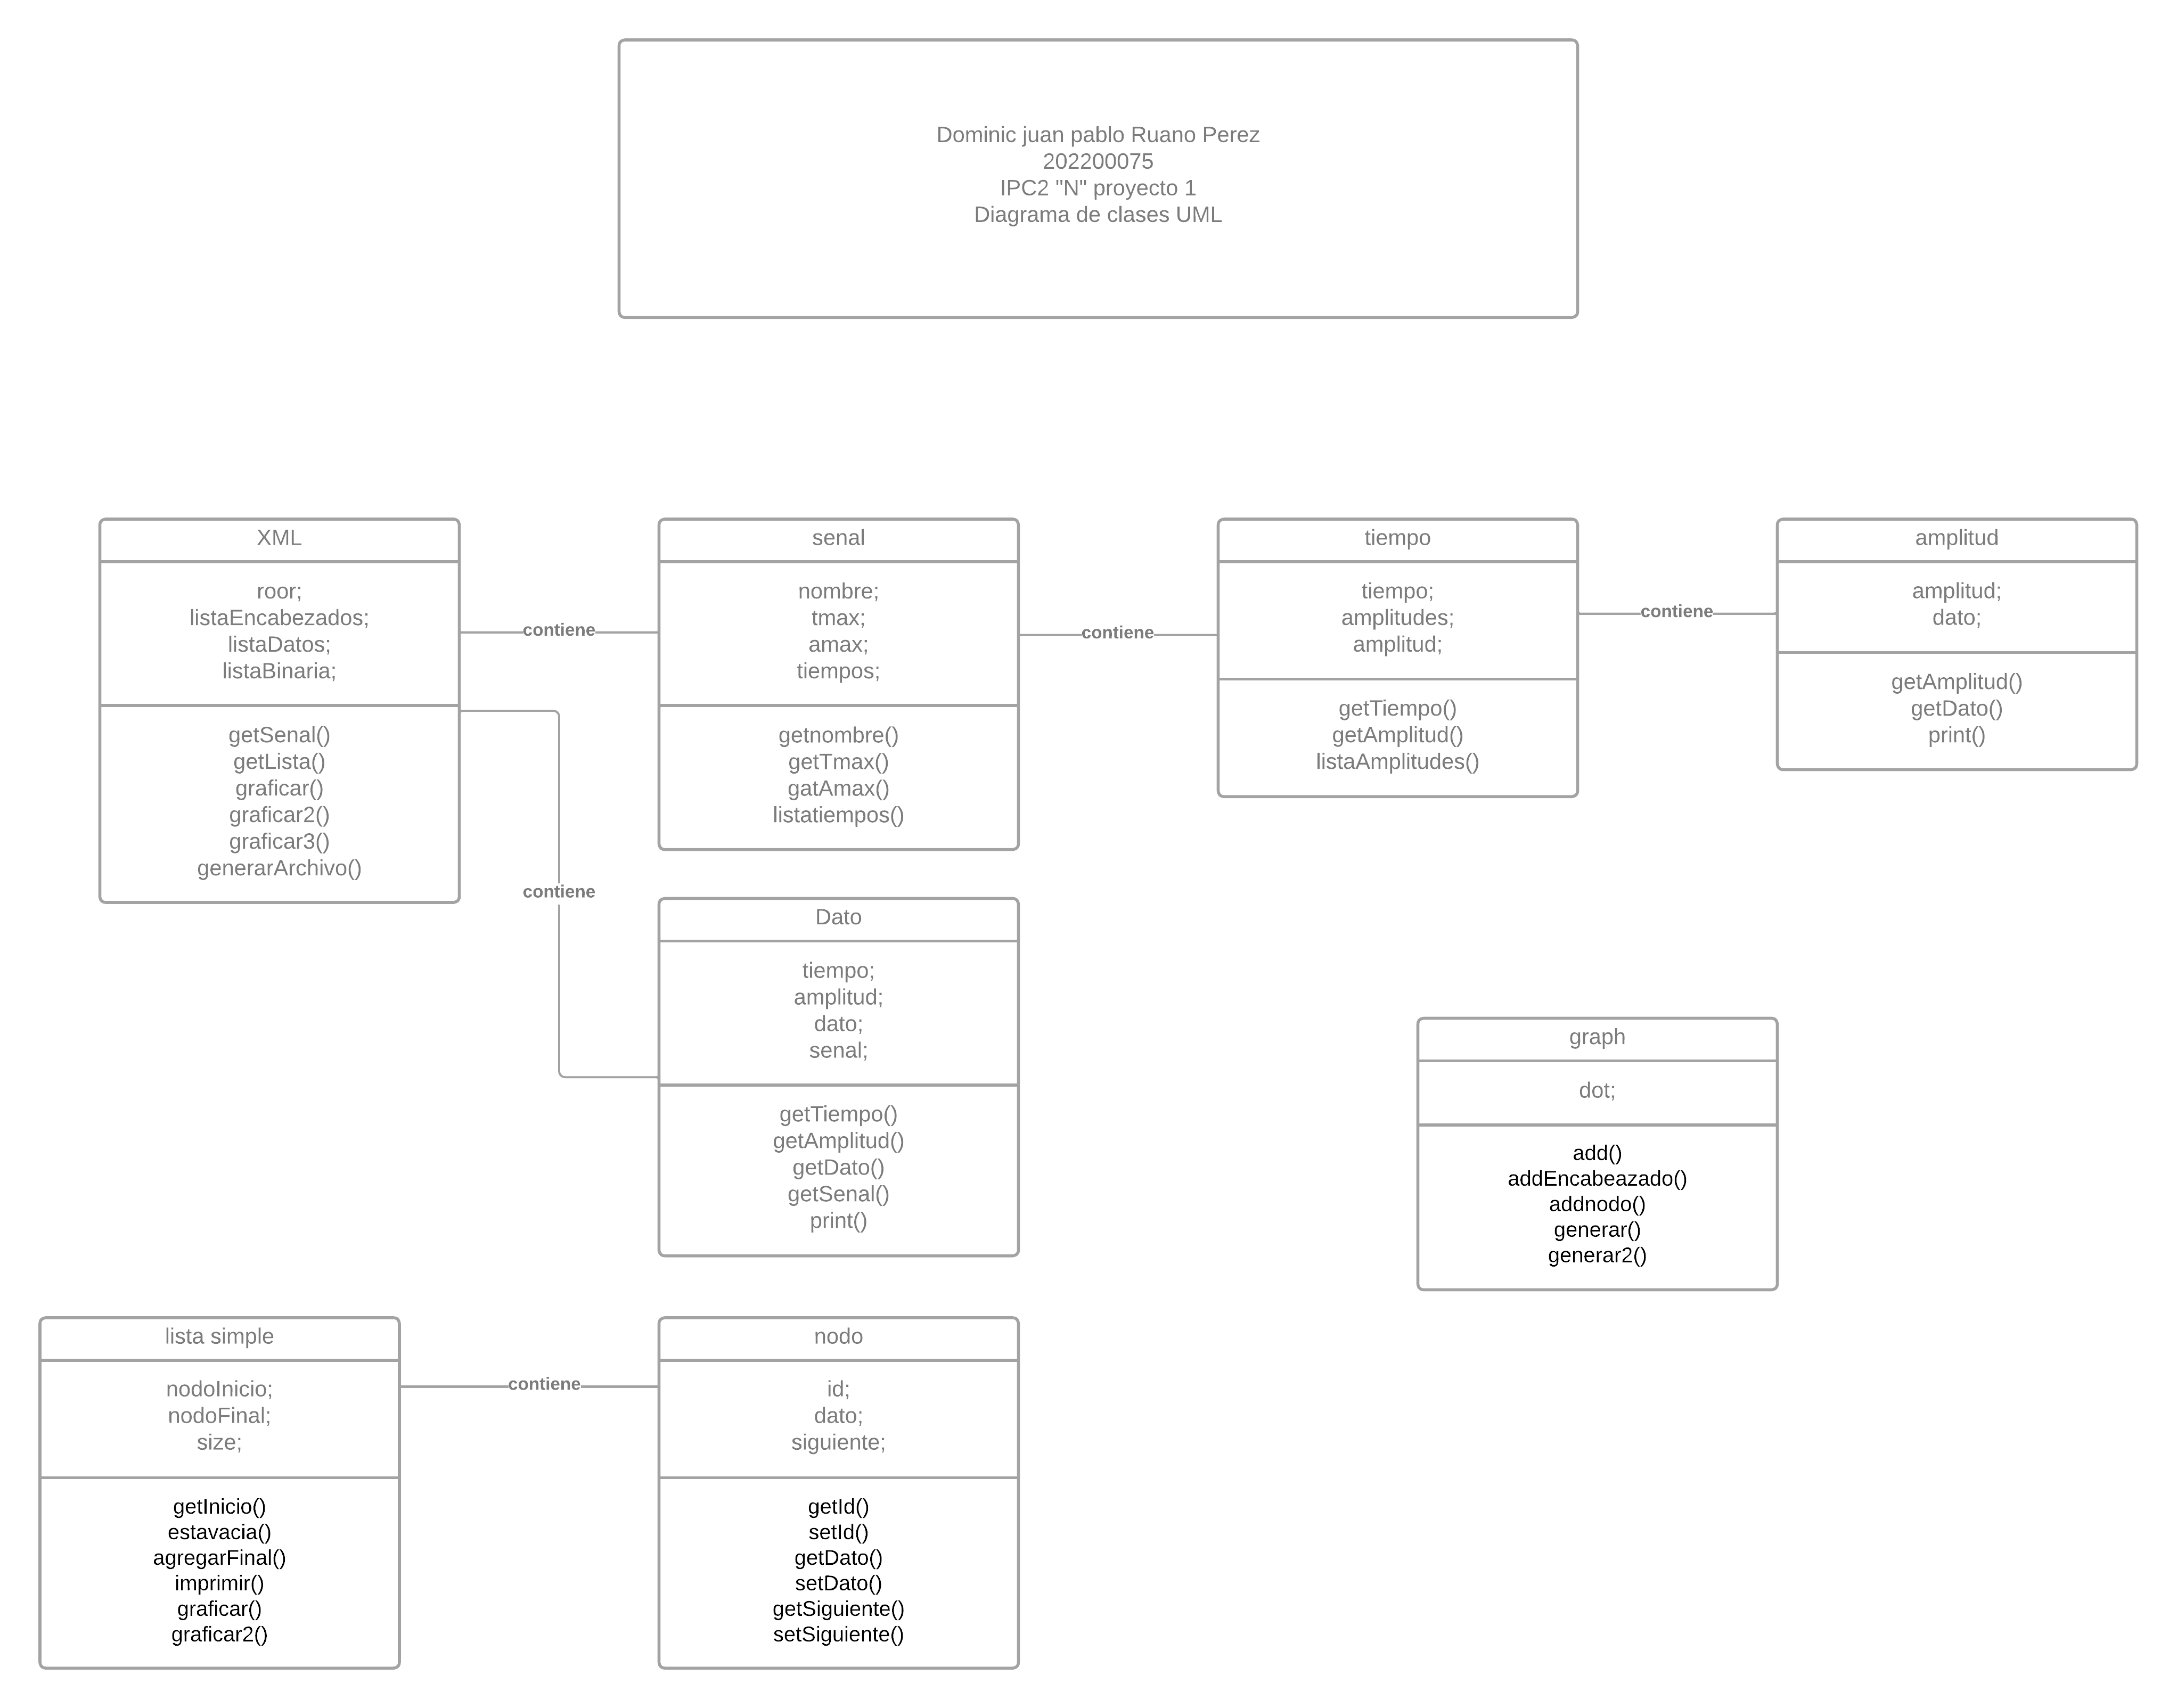 Dominic juan pablo Ruano Perez
202200075
IPC2 "N" proyecto 1
Diagrama de clases UML
XML
roor;
listaEncabezados;
listaDatos;
listaBinaria;
getSenal()
getLista()
graficar()
graficar2()
graficar3()
generarArchivo()
contiene
senal
nombre;
tmax;
amax;
tiempos;
getnombre()
getTmax()
gatAmax()
listatiempos()
contiene
tiempo
tiempo;
amplitudes;
amplitud;
getTiempo()
getAmplitud()
listaAmplitudes()
contiene
amplitud
amplitud;
dato;
getAmplitud()
getDato()
print()
contiene
Dato
tiempo;
amplitud;
dato;
senal;
getTiempo()
getAmplitud()
getDato()
getSenal()
print()
graph
dot;
add()
addEncabeazado()
addnodo()
generar()
generar2()
lista simple
nodoInicio;
nodoFinal;
size;
getInicio()
estavacia()
agregarFinal()
imprimir()
graficar()
graficar2()
contiene
nodo
id;
dato;
siguiente;
getId()
setId()
getDato()
setDato()
getSiguiente()
setSiguiente()